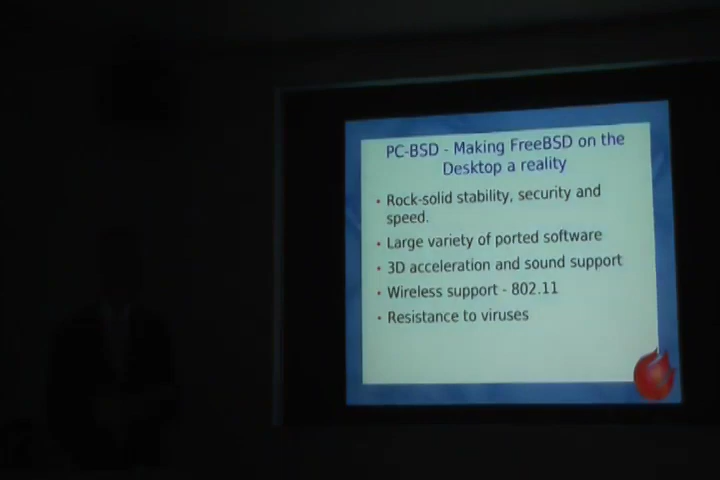 PC-BSD - Making FreeBSD on the
Desktop a reality
• Rock-solid stability, security and
speed.
• Large variety of ported software
• 3D acceleration and sound support
• Wireless support - 802.11
• Resistance to viruses